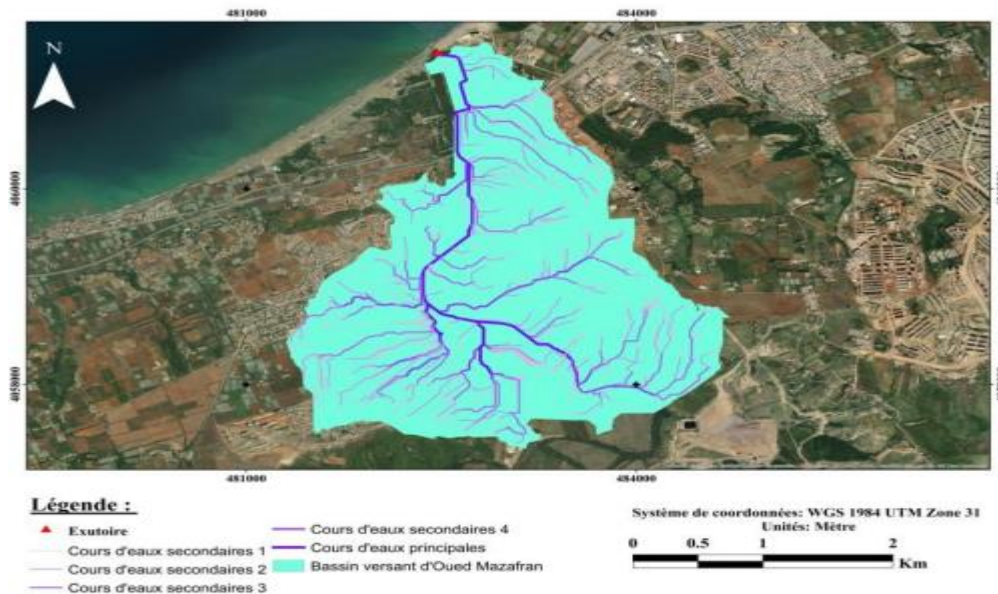 481000 484000
N
4060000
4058000
481000 484000
Légende :
Exutoire
Cours d'eaux secondaires 1
Cours d'eaux secondaires 2
Cours d'eaux secondaires 3
Cours d'eaux secondaires 4
Cours d'eaux principales
Bassin versant d'Oued Mazafran
Système de coordonnées: WGS 1984 UTM Zone 31
Unités: Mètre
0 0.5 1 2
Km